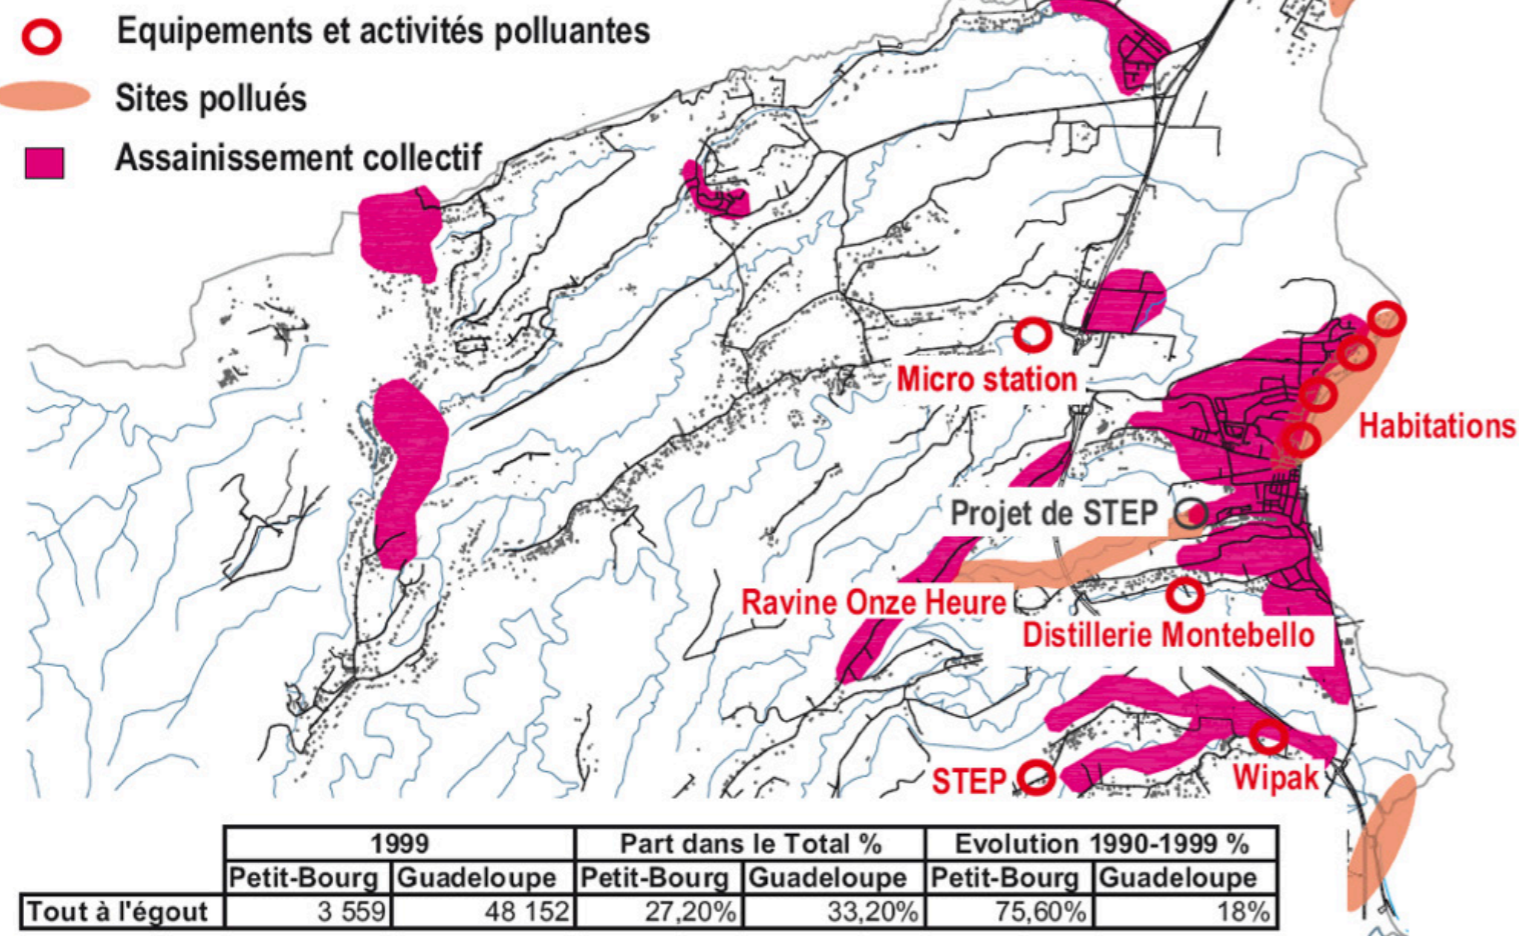 Equipements et activités polluantes
Sites pollués
Assainissement collectif
Micro station
Habitations
Projet de STEP
Ravine Onze Heure
Distillerie Montebello
STEP
Wipak
1999 Part dans le Total % Evolution 1990-1999 %
Petit-Bourg Guadeloupe Petit-Bourg Guadeloupe Petit-Bourg Guadeloupe
Tout à l'égout 3 559 48 152 27,20% 33,20% 75,60% 18%